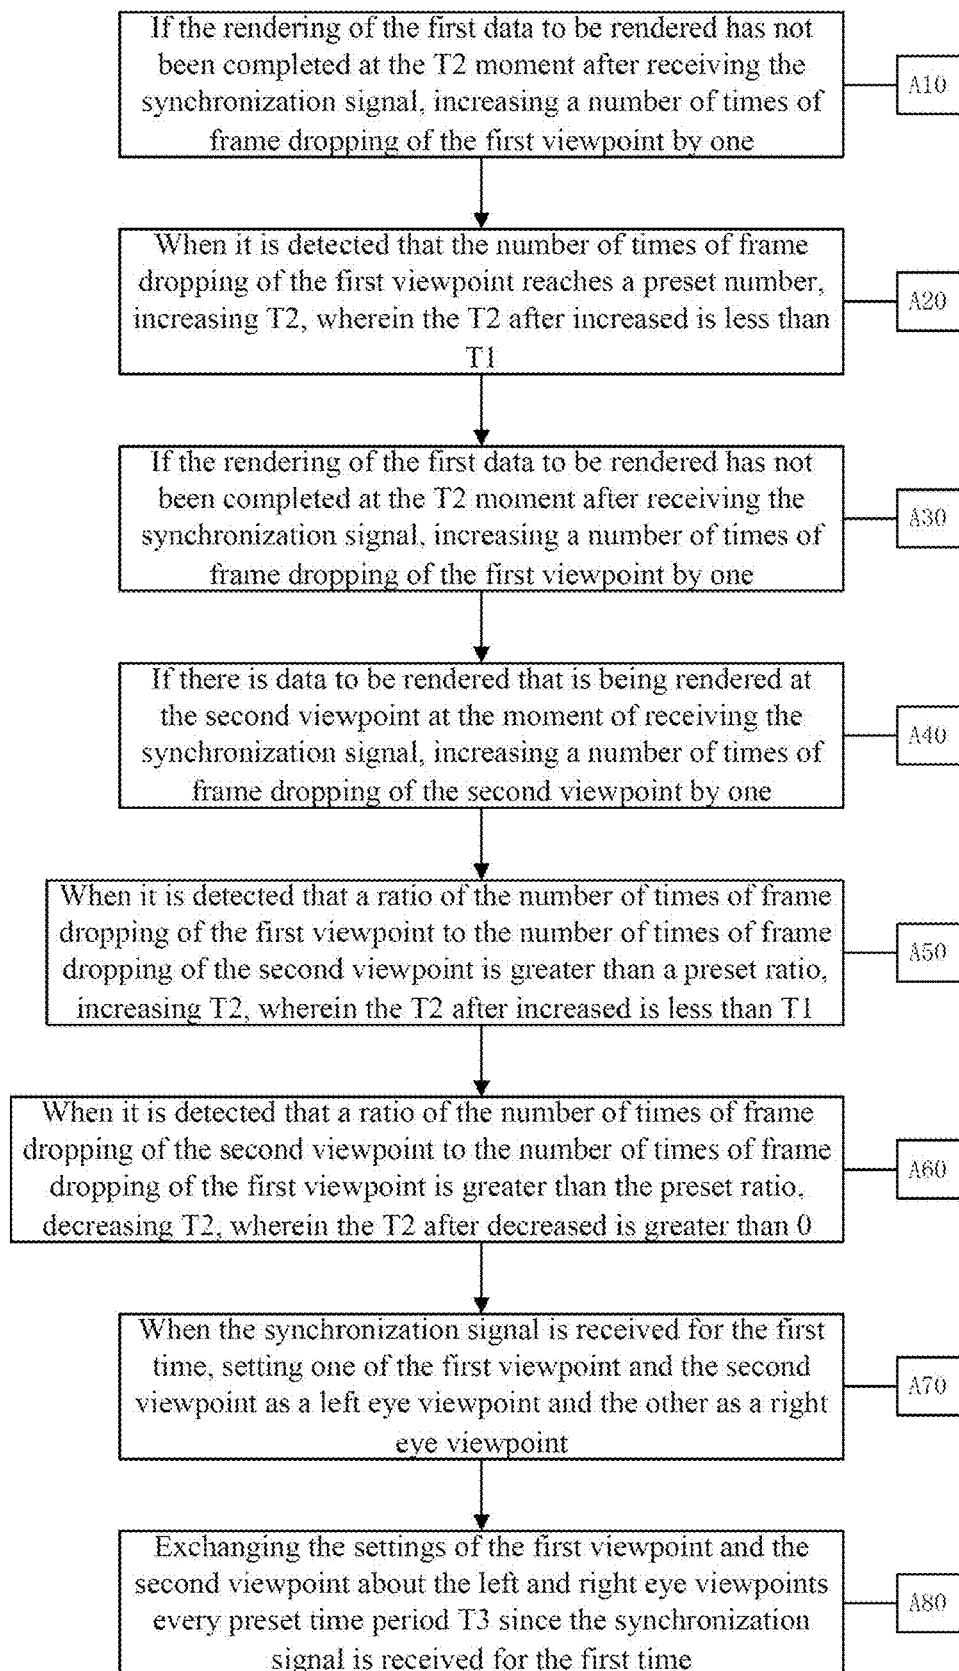 If the rendering of the first data to be rendered has not
been completed at the T2 moment after receiving the
synchronization signal, increasing a number of times of
frame dropping of the first viewpoint by one
A10
When it is detected that the number of times of frame
dropping of the first viewpoint reaches a preset number,
increasing T2, wherein the T2 after increased is less than
T1
A20
If the rendering of the first data to be rendered has not
been completed at the T2 moment after receiving the
synchronization signal, increasing a number of times of
frame dropping of the first viewpoint by one
A30
If there is data to be rendered that is being rendered at
the second viewpoint at the moment of receiving the
synchronization signal, increasing a number of times of
frame dropping of the second viewpoint by one
A40
When it is detected that a ratio of the number of times of frame
dropping of the first viewpoint to the number of times of frame
dropping of the second viewpoint is greater than a preset ratio,
increasing T2, wherein the T2 after increased is less than T1
A50
When it is detected that a ratio of the number of times of frame
dropping of the second viewpoint to the number of times of frame
dropping of the first viewpoint is greater than the preset ratio,
decreasing T2, wherein the T2 after decreased is greater than 0
A60
When the synchronization signal is received for the first
time, setting one of the first viewpoint and the second
viewpoint as a left eye viewpoint and the other as a right
eye viewpoint
A70
Exchanging the settings of the first viewpoint and the
second viewpoint about the left and right eye viewpoints
every preset time period T3 since the synchronization
signal is received for the first time
A80